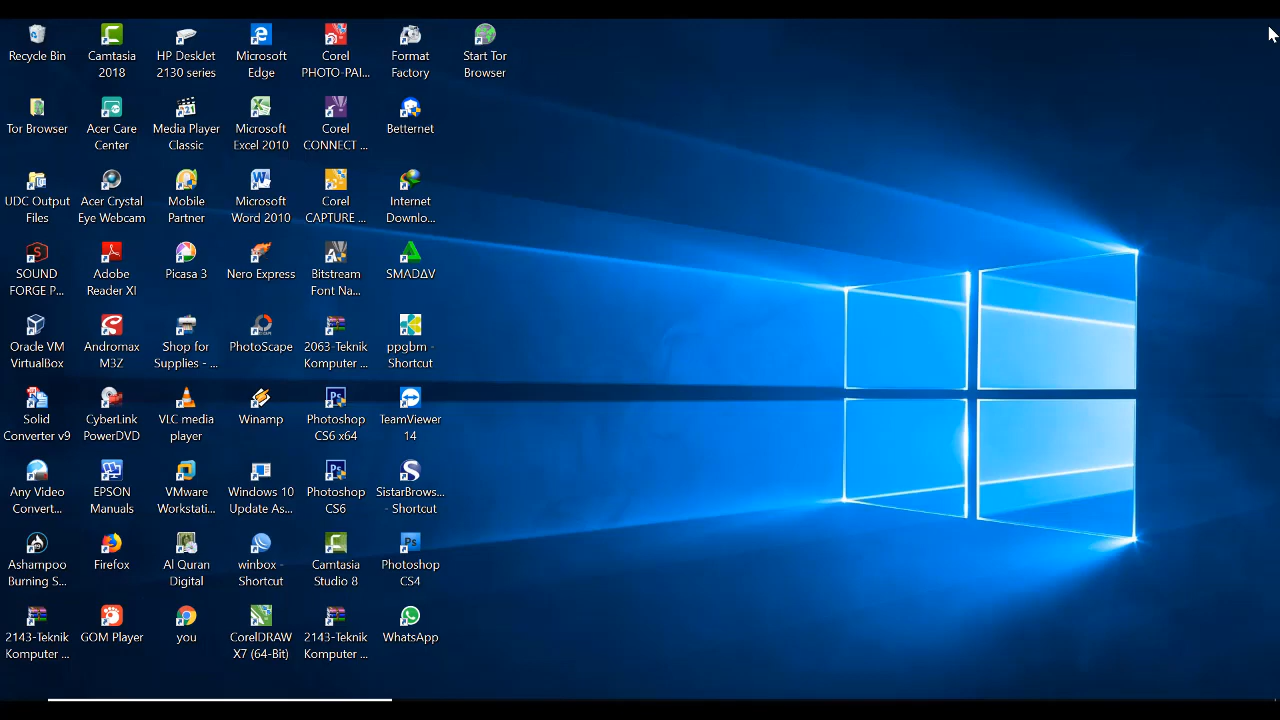 Recycle Bin
Camtasia
2018
HP DeskJet
2130 series
Microsoft
Edge
Corel
PHOTO-PAI...
Format
Factory
Start Tor
Browser
Tor Browser
Acer Care
Center
Media Player
Classic
Microsoft
Excel 2010
Corel
CONNECT ...
Betternet
UDC Output
Files
Acer Crystal
Eye Webcam
Mobile
Partner
Microsoft
Word 2010
Corel
CAPTURE ...
Internet
Downlo...
SOUND
FORGE P...
Adobe
Reader XI
Picasa 3
Nero Express
Bitstream
Font Na...
SMADΔV
Oracle VM
VirtualBox
Andromax
M3Z
Shop for
Supplies - ...
PhotoScape
2063-Teknik
Komputer ...
ppgbm -
Shortcut
Solid
Converter v9
CyberLink
PowerDVD
VLC media
player
Winamp
Photoshop
CS6 x64
TeamViewer
14
Any Video
Convert...
EPSON
Manuals
VMware
Workstati...
Windows 10
Update As...
Photoshop
CS6
SistarBrows...
- Shortcut
Ashampoo
Burning S...
Firefox
Al Quran
Digital
winbox -
Shortcut
Camtasia
Studio 8
Photoshop
CS4
2143-Teknik
Komputer ...
GOM Player
you
CorelDRAW
X7 (64-Bit)
2143-Teknik
Komputer ...
WhatsApp